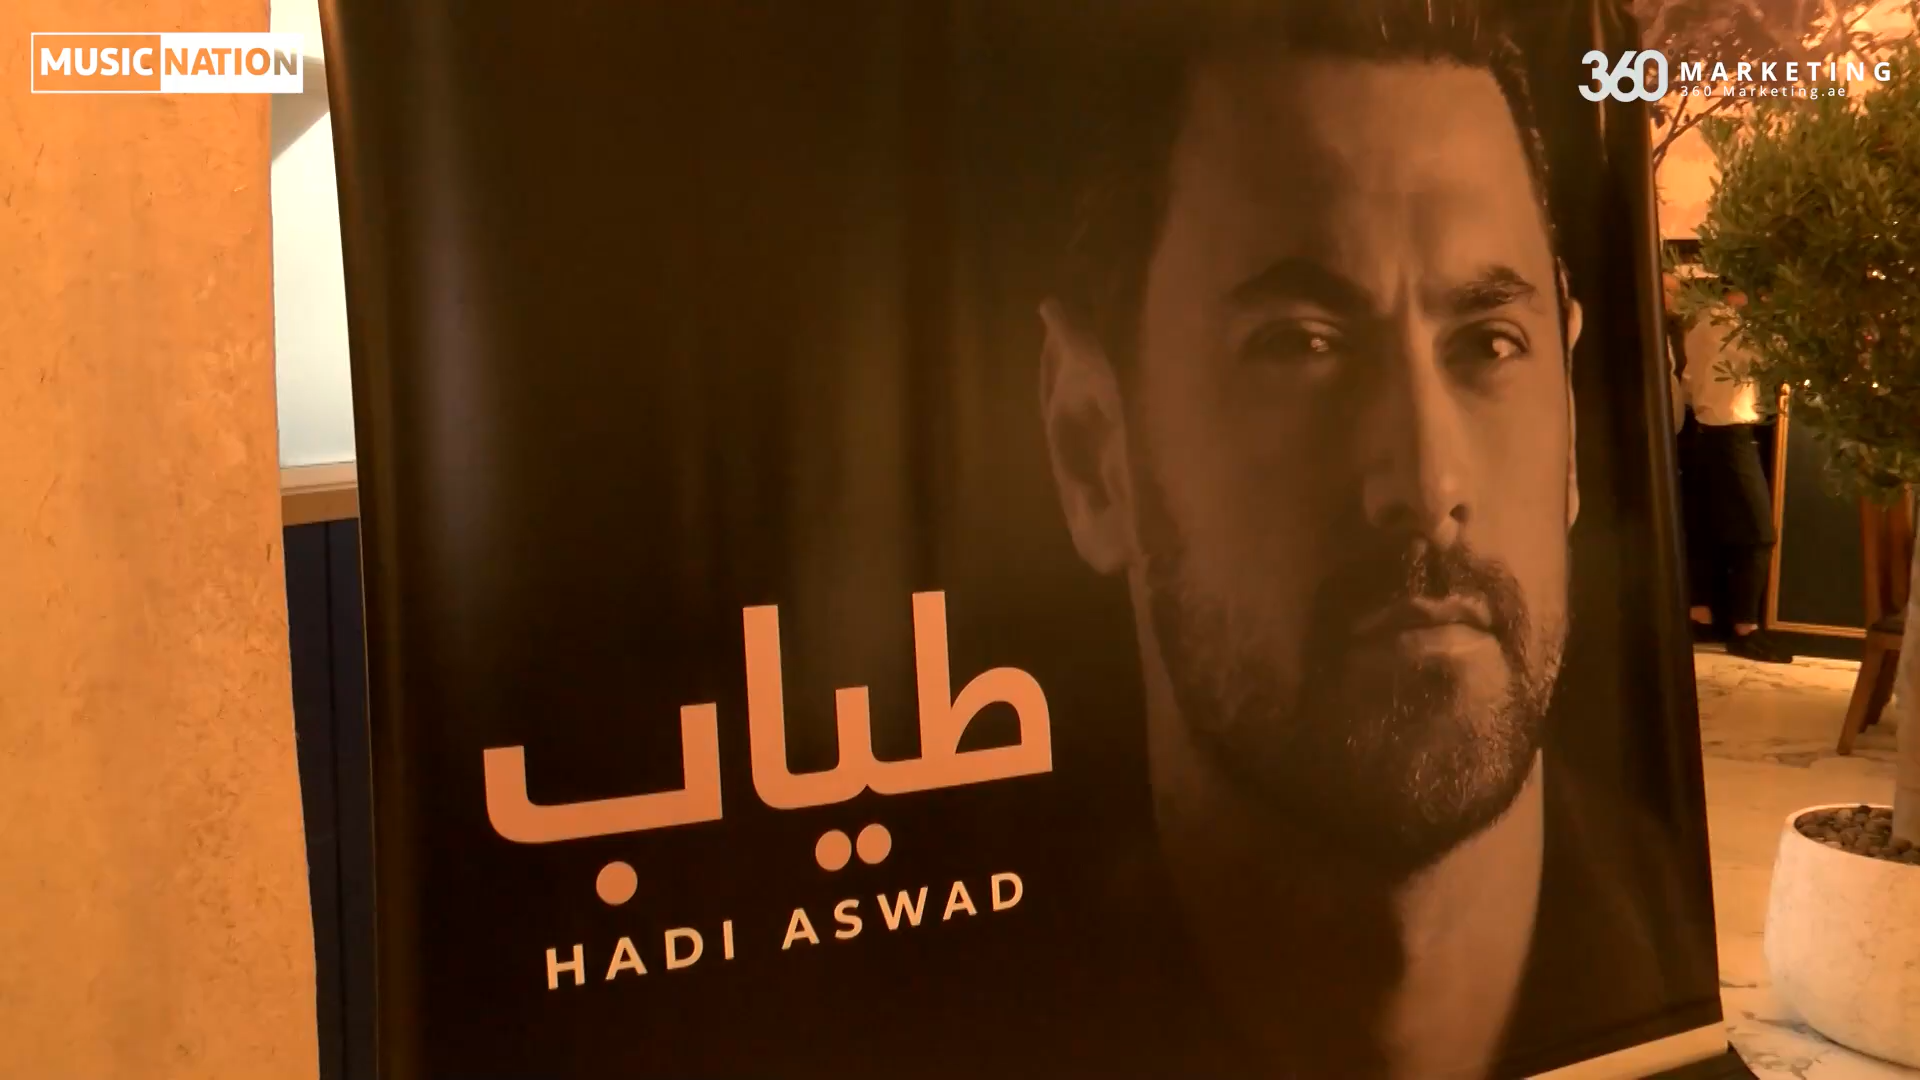 MUSIC NATION
360 MARKETING
360 Marketing.ae
طياب
HADI ASWAD